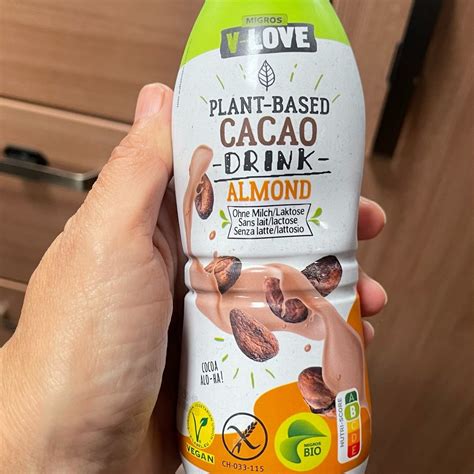 MIGROS
V-LOVE
PLANT-BASED
CACAO
-DRINK-
ALMOND
Ohne Milch/Laktose
Sans lait/lactose
Senza latte/lattosio
COCOA
ALO-HA!
VEGAN
CH-033-115
MIGROS
BIO
NUTRI-SCORE
A
B
C
D
E